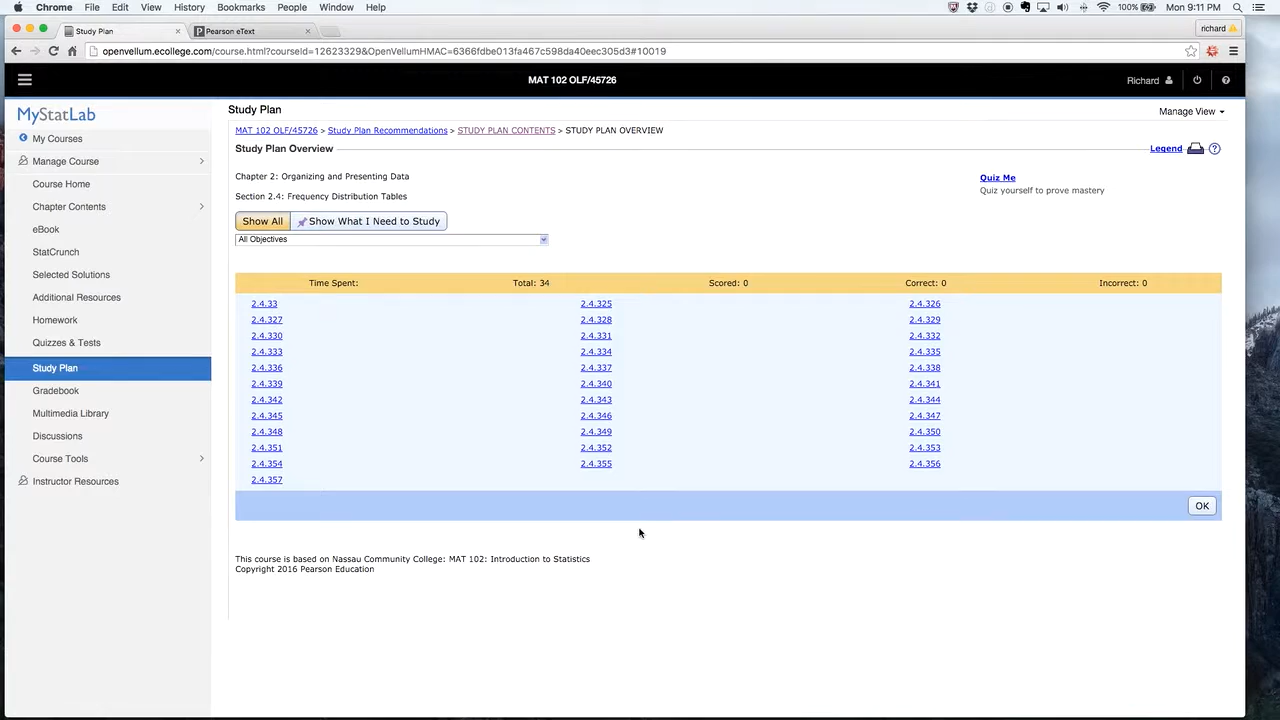 Chrome File Edit View History Bookmarks People Window Help 100% Mon 9:11 PM
Study Plan Pearson eText richard
openvellum.ecollege.com/course.html?courseId=12623329&OpenVellumHMAC=6366fdbe013fa467c598da40eec305d3#10019
MAT 102 OLF/45726 Richard
MyStatLab
My Courses
Manage Course
Course Home
Chapter Contents
eBook
StatCrunch
Selected Solutions
Additional Resources
Homework
Quizzes & Tests
Study Plan
Gradebook
Multimedia Library
Discussions
Course Tools
Instructor Resources
Study Plan
Manage View
MAT 102 OLF/45726 > Study Plan Recommendations > STUDY PLAN CONTENTS > STUDY PLAN OVERVIEW
Study Plan Overview
Legend
Chapter 2: Organizing and Presenting Data
Quiz Me
Quiz yourself to prove mastery
Section 2.4: Frequency Distribution Tables
Show All Show What I Need to Study
All Objectives
Time Spent: Total: 34 Scored: 0 Correct: 0 Incorrect: 0
2.4.33 2.4.325 2.4.326
2.4.327 2.4.328 2.4.329
2.4.330 2.4.331 2.4.332
2.4.333 2.4.334 2.4.335
2.4.336 2.4.337 2.4.338
2.4.339 2.4.340 2.4.341
2.4.342 2.4.343 2.4.344
2.4.345 2.4.346 2.4.347
2.4.348 2.4.349 2.4.350
2.4.351 2.4.352 2.4.353
2.4.354 2.4.355 2.4.356
2.4.357
OK
This course is based on Nassau Community College: MAT 102: Introduction to Statistics
Copyright 2016 Pearson Education